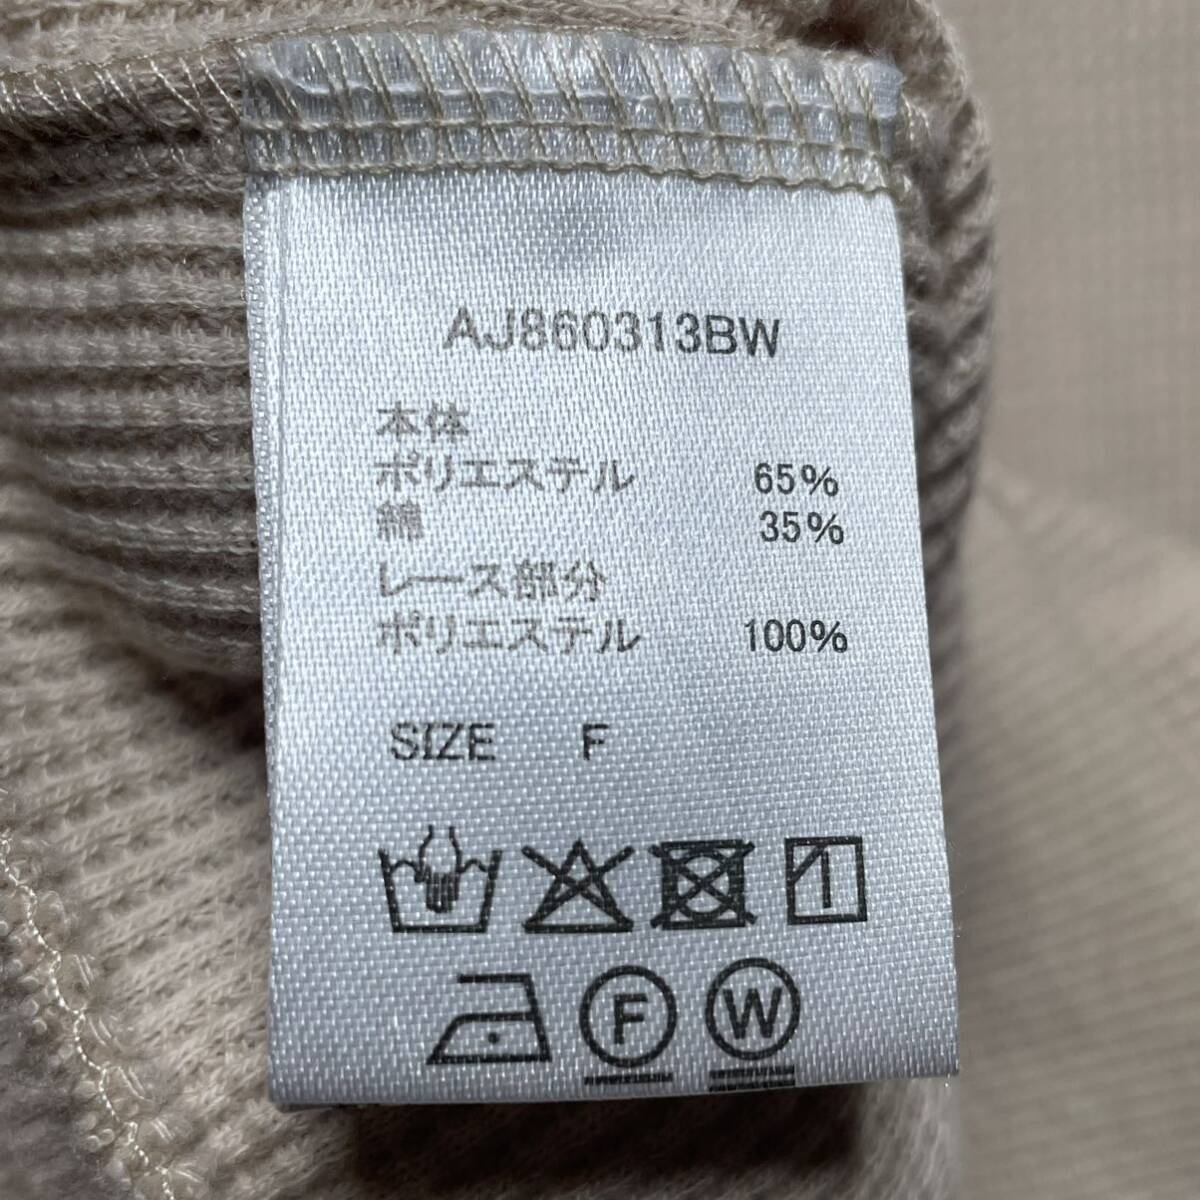 AJ860313BW
本体
ポリエステル 65%
綿 35%
レース部分
ポリエステル 100%
SIZE F
F W